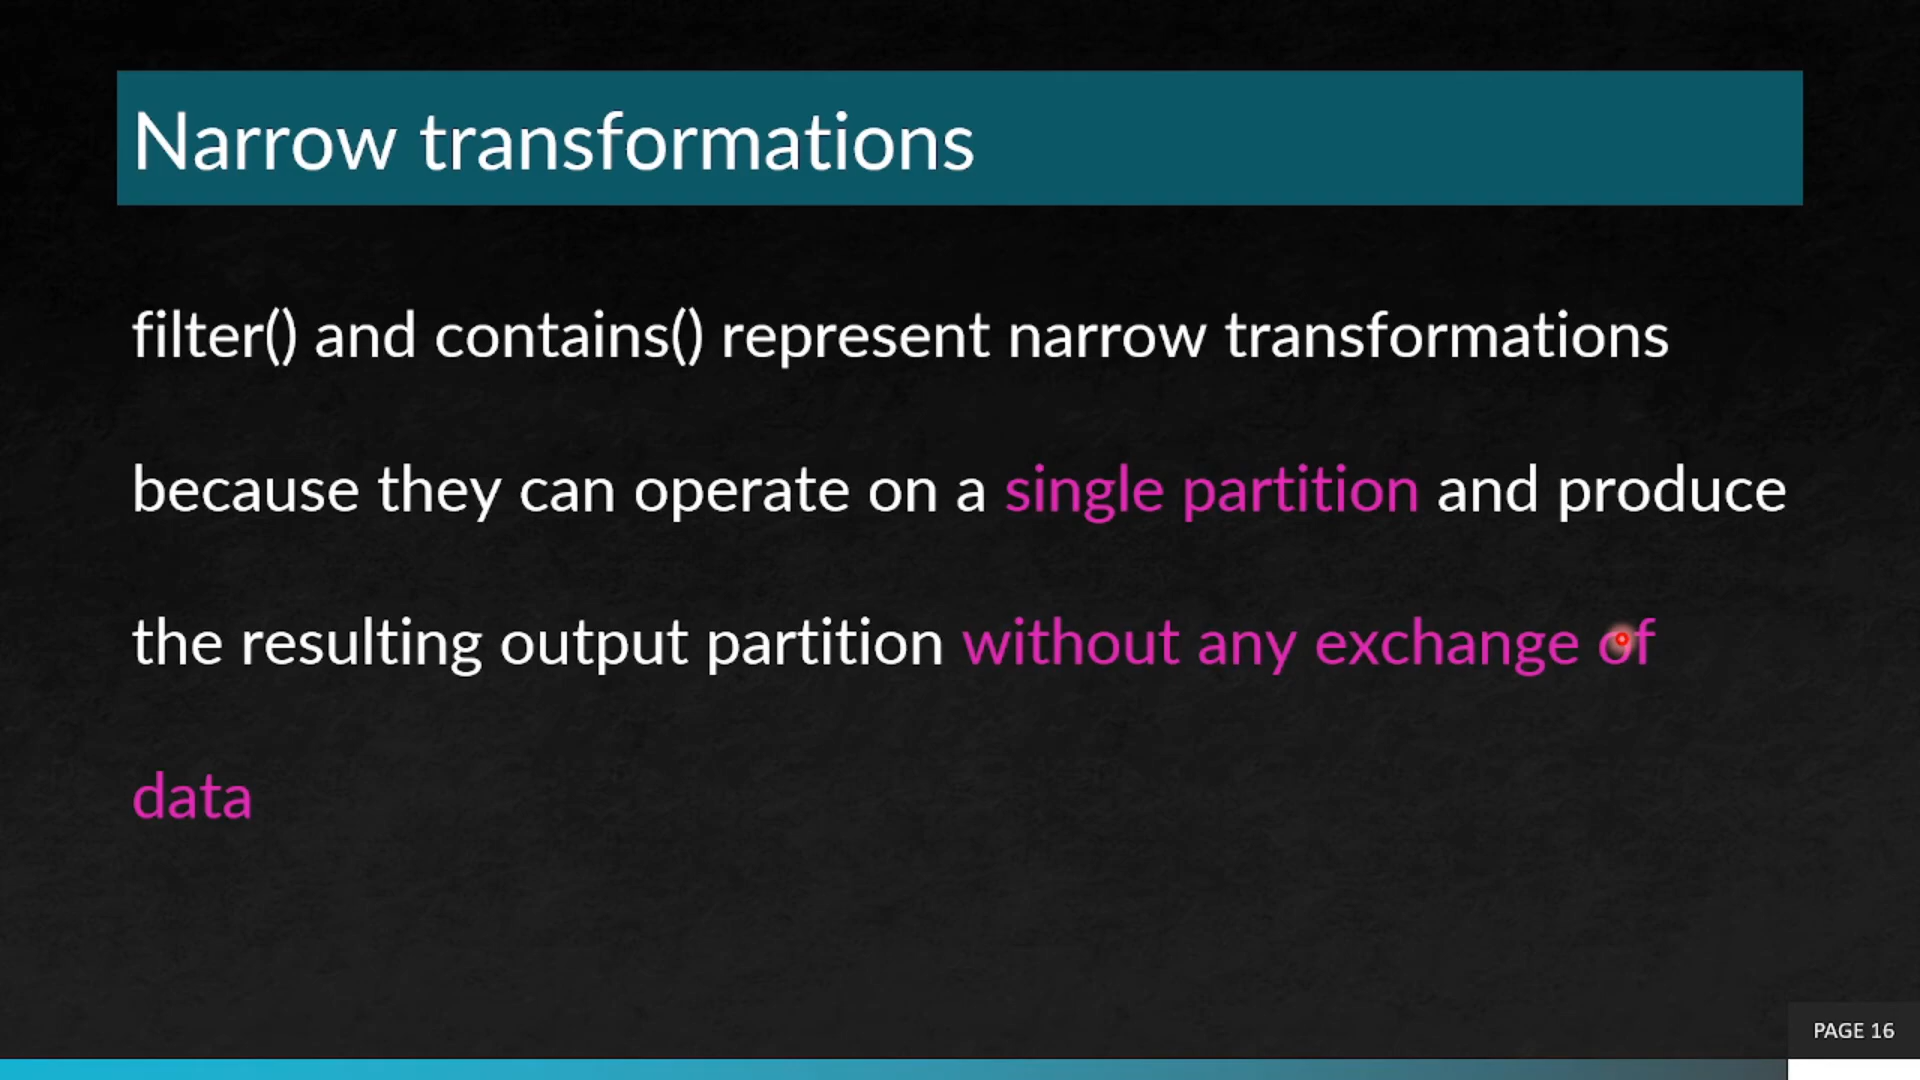 Narrow transformations
filter() and contains() represent narrow transformations
because they can operate on a single partition and produce
the resulting output partition without any exchange of
data
PAGE 16